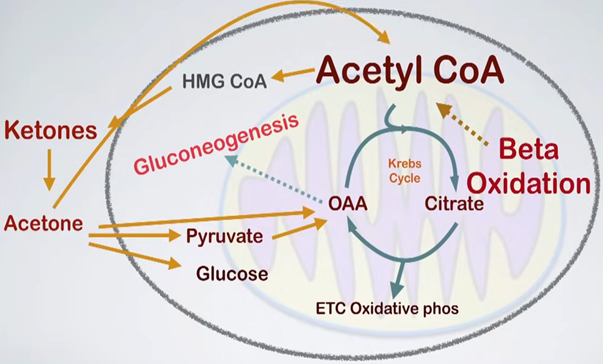 Acetyl CoA
HMG CoA
Ketones
Gluconeogenesis
Beta
Oxidation
Krebs
Cycle
OAA
Citrate
Acetone
Pyruvate
Glucose
ETC Oxidative phos